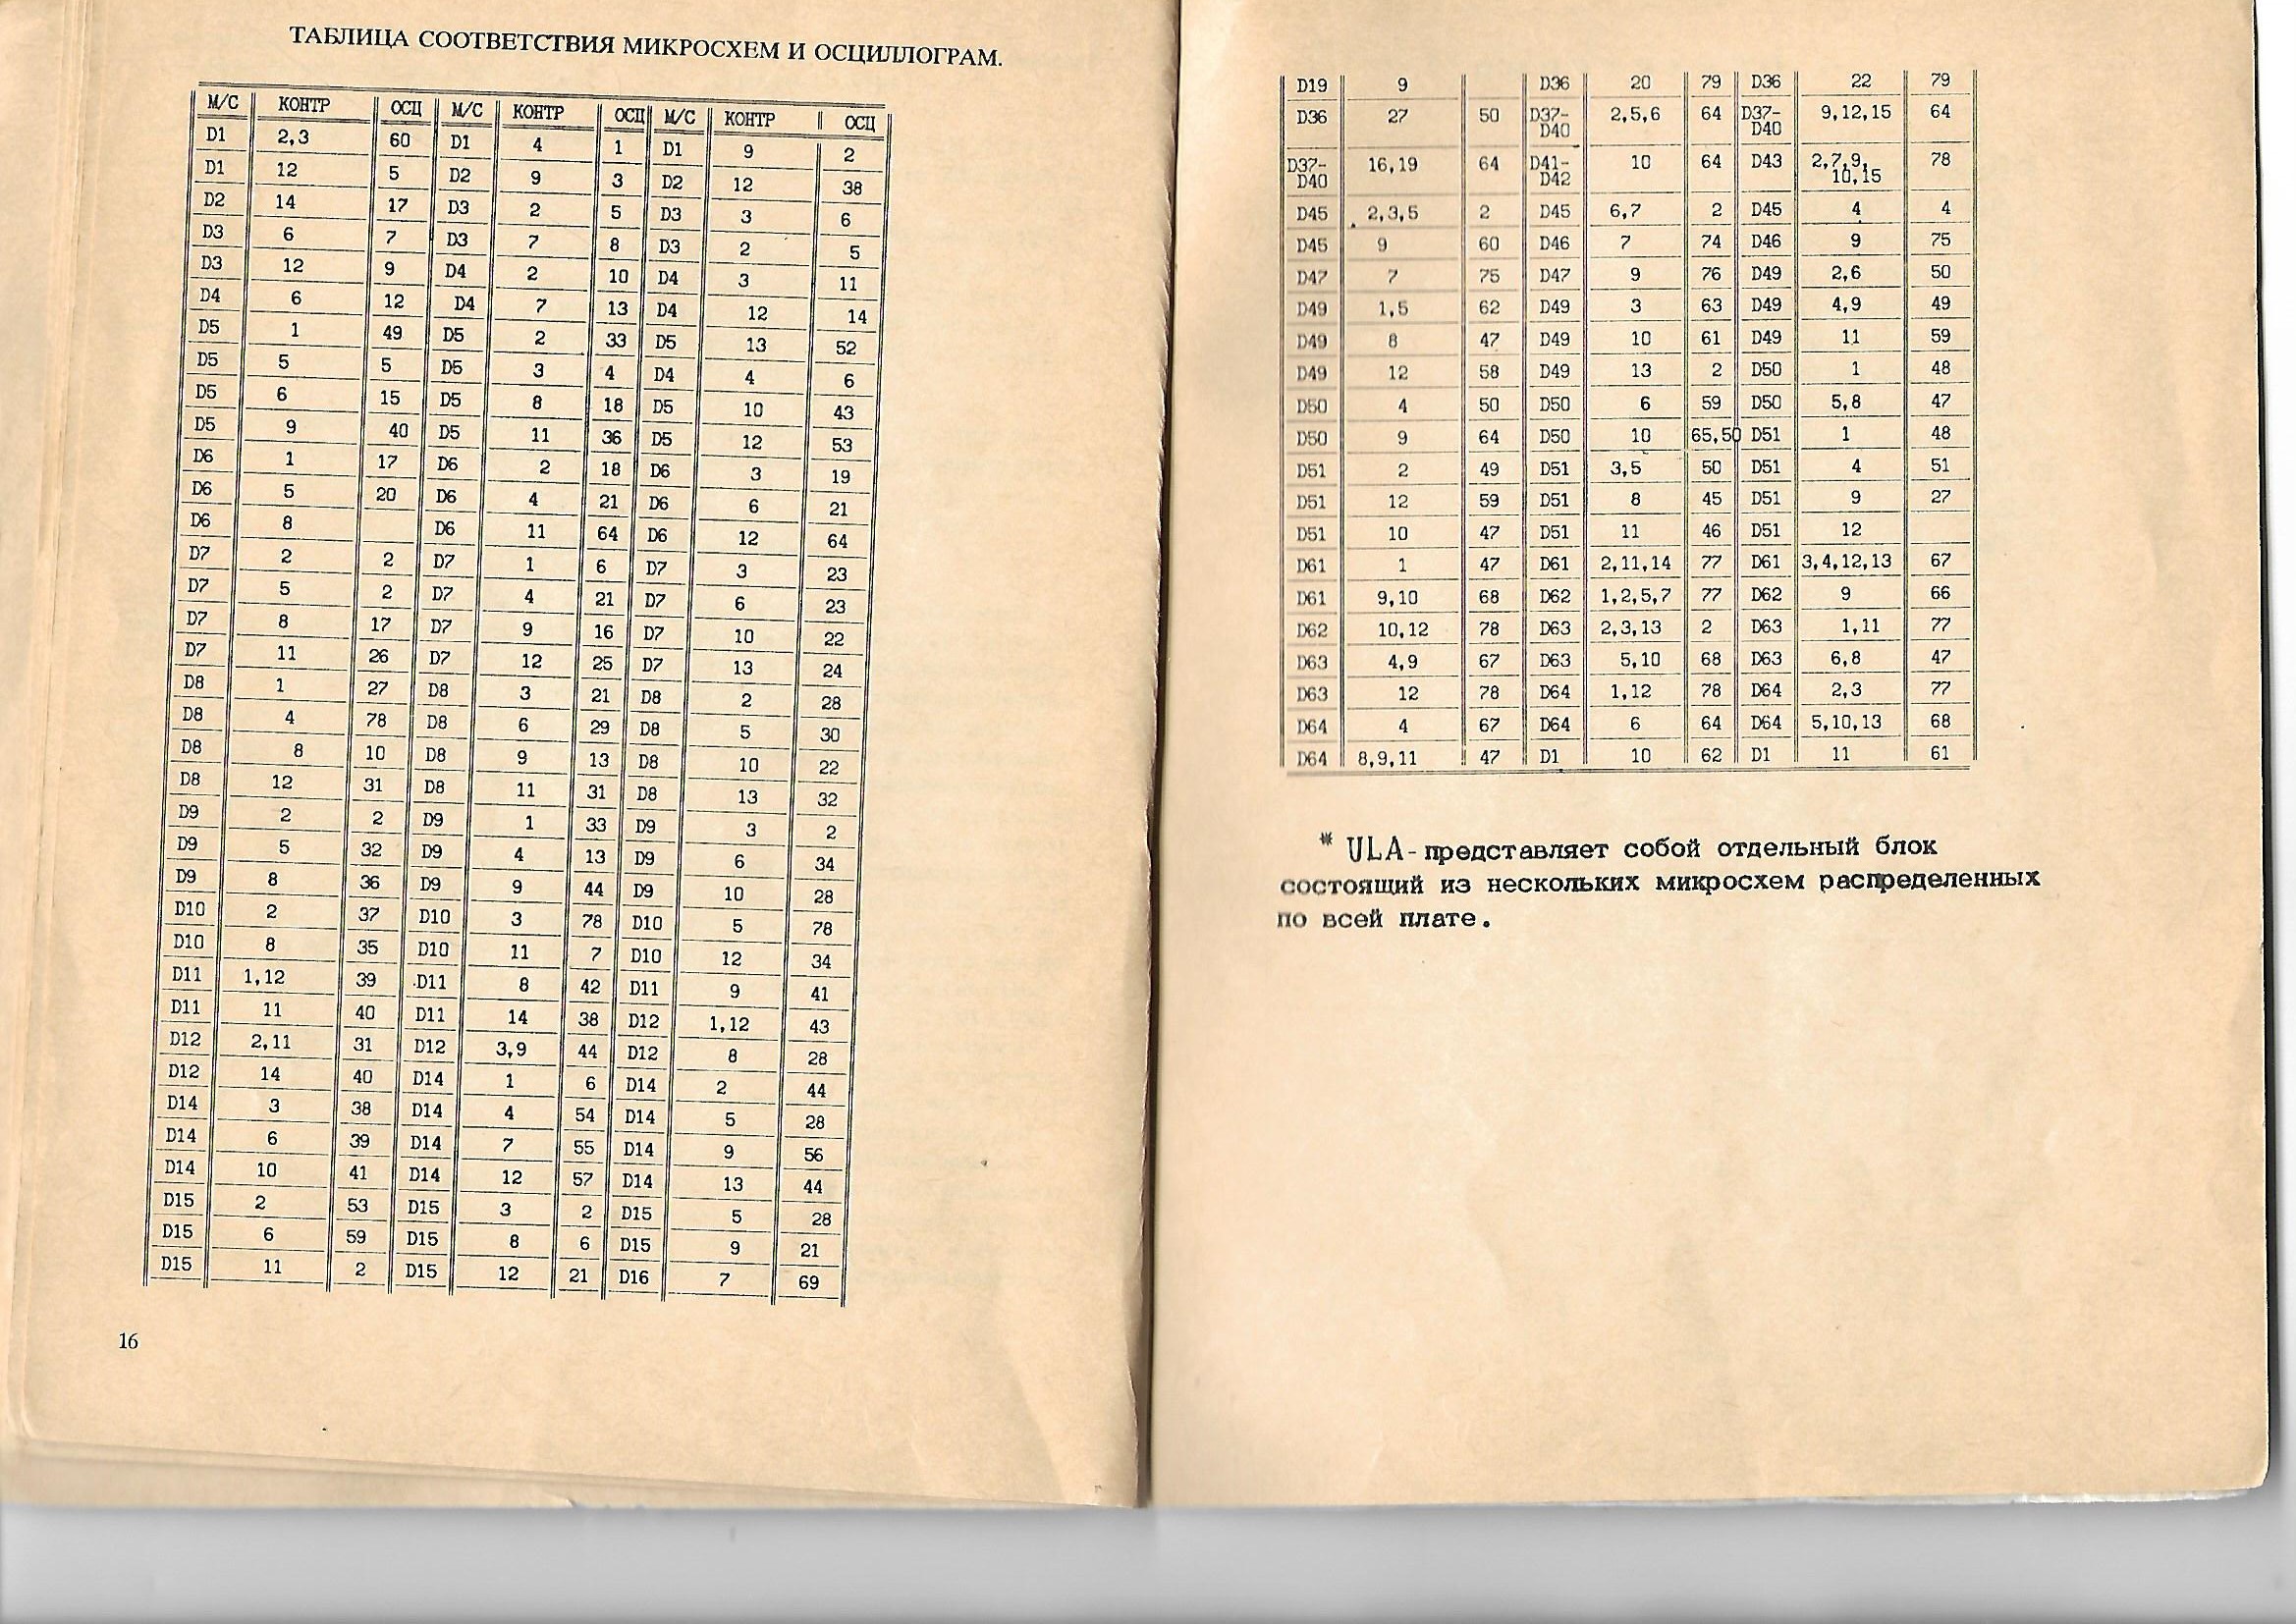 ТАБЛИЦА СООТВЕТСТВИЯ МИКРОСХЕМ И ОСЦИЛЛОГРАМ.
М/С КОНТР ОСЦ М/С КОНТР ОСЦ М/С КОНТР ОСЦ
D1 2,3 60 D1 4 1 D1 9 2
D1 12 5 D2 9 3 D2 12 38
D2 14 17 D3 2 5 D3 3 6
D3 6 7 D3 7 8 D3 2 5
D3 12 9 D4 2 10 D4 3 11
D4 6 12 D4 7 13 D4 12 14
D5 1 49 D5 2 33 D5 13 52
D5 5 5 D5 3 4 D4 4 6
D5 6 15 D5 8 18 D5 10 43
D5 9 40 D5 11 36 D5 12 53
D6 1 17 D6 2 18 D6 3 19
D6 5 20 D6 4 21 D6 6 21
D6 8 D6 11 64 D6 12 64
D7 2 2 D7 1 6 D7 3 23
D7 5 2 D7 4 21 D7 6 23
D7 8 17 D7 9 16 D7 10 22
D7 11 26 D7 12 25 D7 13 24
D8 1 27 D8 3 21 D8 2 28
D8 4 78 D8 6 29 D8 5 30
D8 8 10 D8 9 13 D8 10 22
D8 12 31 D8 11 31 D8 13 32
D9 2 2 D9 1 33 D9 3 2
D9 5 32 D9 4 13 D9 6 34
D9 8 36 D9 9 44 D9 10 28
D10 2 37 D10 3 78 D10 5 78
D10 8 35 D10 11 7 D10 12 34
D11 1,12 39 D11 8 42 D11 9 41
D11 11 40 D11 14 38 D12 1,12 43
D12 2,11 31 D12 3,9 44 D12 8 28
D12 14 40 D14 1 6 D14 2 44
D14 3 38 D14 4 54 D14 5 28
D14 6 39 D14 7 55 D14 9 56
D14 10 41 D14 12 57 D14 13 44
D15 2 53 D15 3 2 D15 5 28
D15 6 59 D15 8 6 D15 9 21
D15 11 2 D15 12 21 D16 7 69
16
D19 9 D36 20 79 D36 22 79
D36 27 50 D37-D40 2,5,6 64 D37-D40 9,12,15 64
D37-D40 16,19 64 D41-D42 10 64 D43 2,7,9,10,15 78
D45 2,3,5 2 D45 6,7 2 D45 4 4
D45 9 60 D46 7 74 D46 9 75
D47 7 75 D47 9 76 D49 2,6 50
D49 1,5 62 D49 3 63 D49 4,9 49
D49 8 47 D49 10 61 D49 11 59
D49 12 58 D49 13 2 D50 1 48
D50 4 50 D50 6 59 D50 5,8 47
D50 9 64 D50 10 65,50 D51 1 48
D51 2 49 D51 3,5 50 D51 4 51
D51 12 59 D51 8 45 D51 9 27
D51 10 47 D51 11 46 D51 12
D61 1 47 D61 2,11,14 77 D61 3,4,12,13 67
D61 9,10 68 D62 1,2,5,7 77 D62 9 66
D62 10,12 78 D63 2,3,13 2 D63 1,11 77
D63 4,9 67 D63 5,10 68 D63 6,8 47
D63 12 78 D64 1,12 78 D64 2,3 77
D64 4 67 D64 6 64 D64 5,10,13 68
D64 8,9,11 47 D1 10 62 D1 11 61
* ULA-представляет собой отдельный блок
состоящий из нескольких микросхем распределенных
по всей плате.